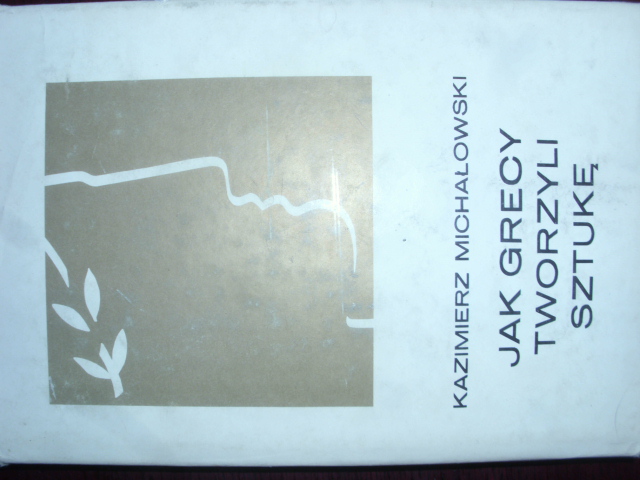 KAZIMIERZ MICHAŁOWSKI
JAK GRECY
TWORZYLI
SZTUKĘ